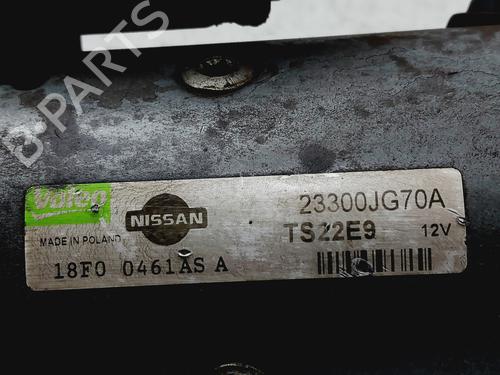 B-PARTS
Valeo
NISSAN
23300JG70A
MADE IN POLAND
TS22E9 12V
18F0 0461AS A